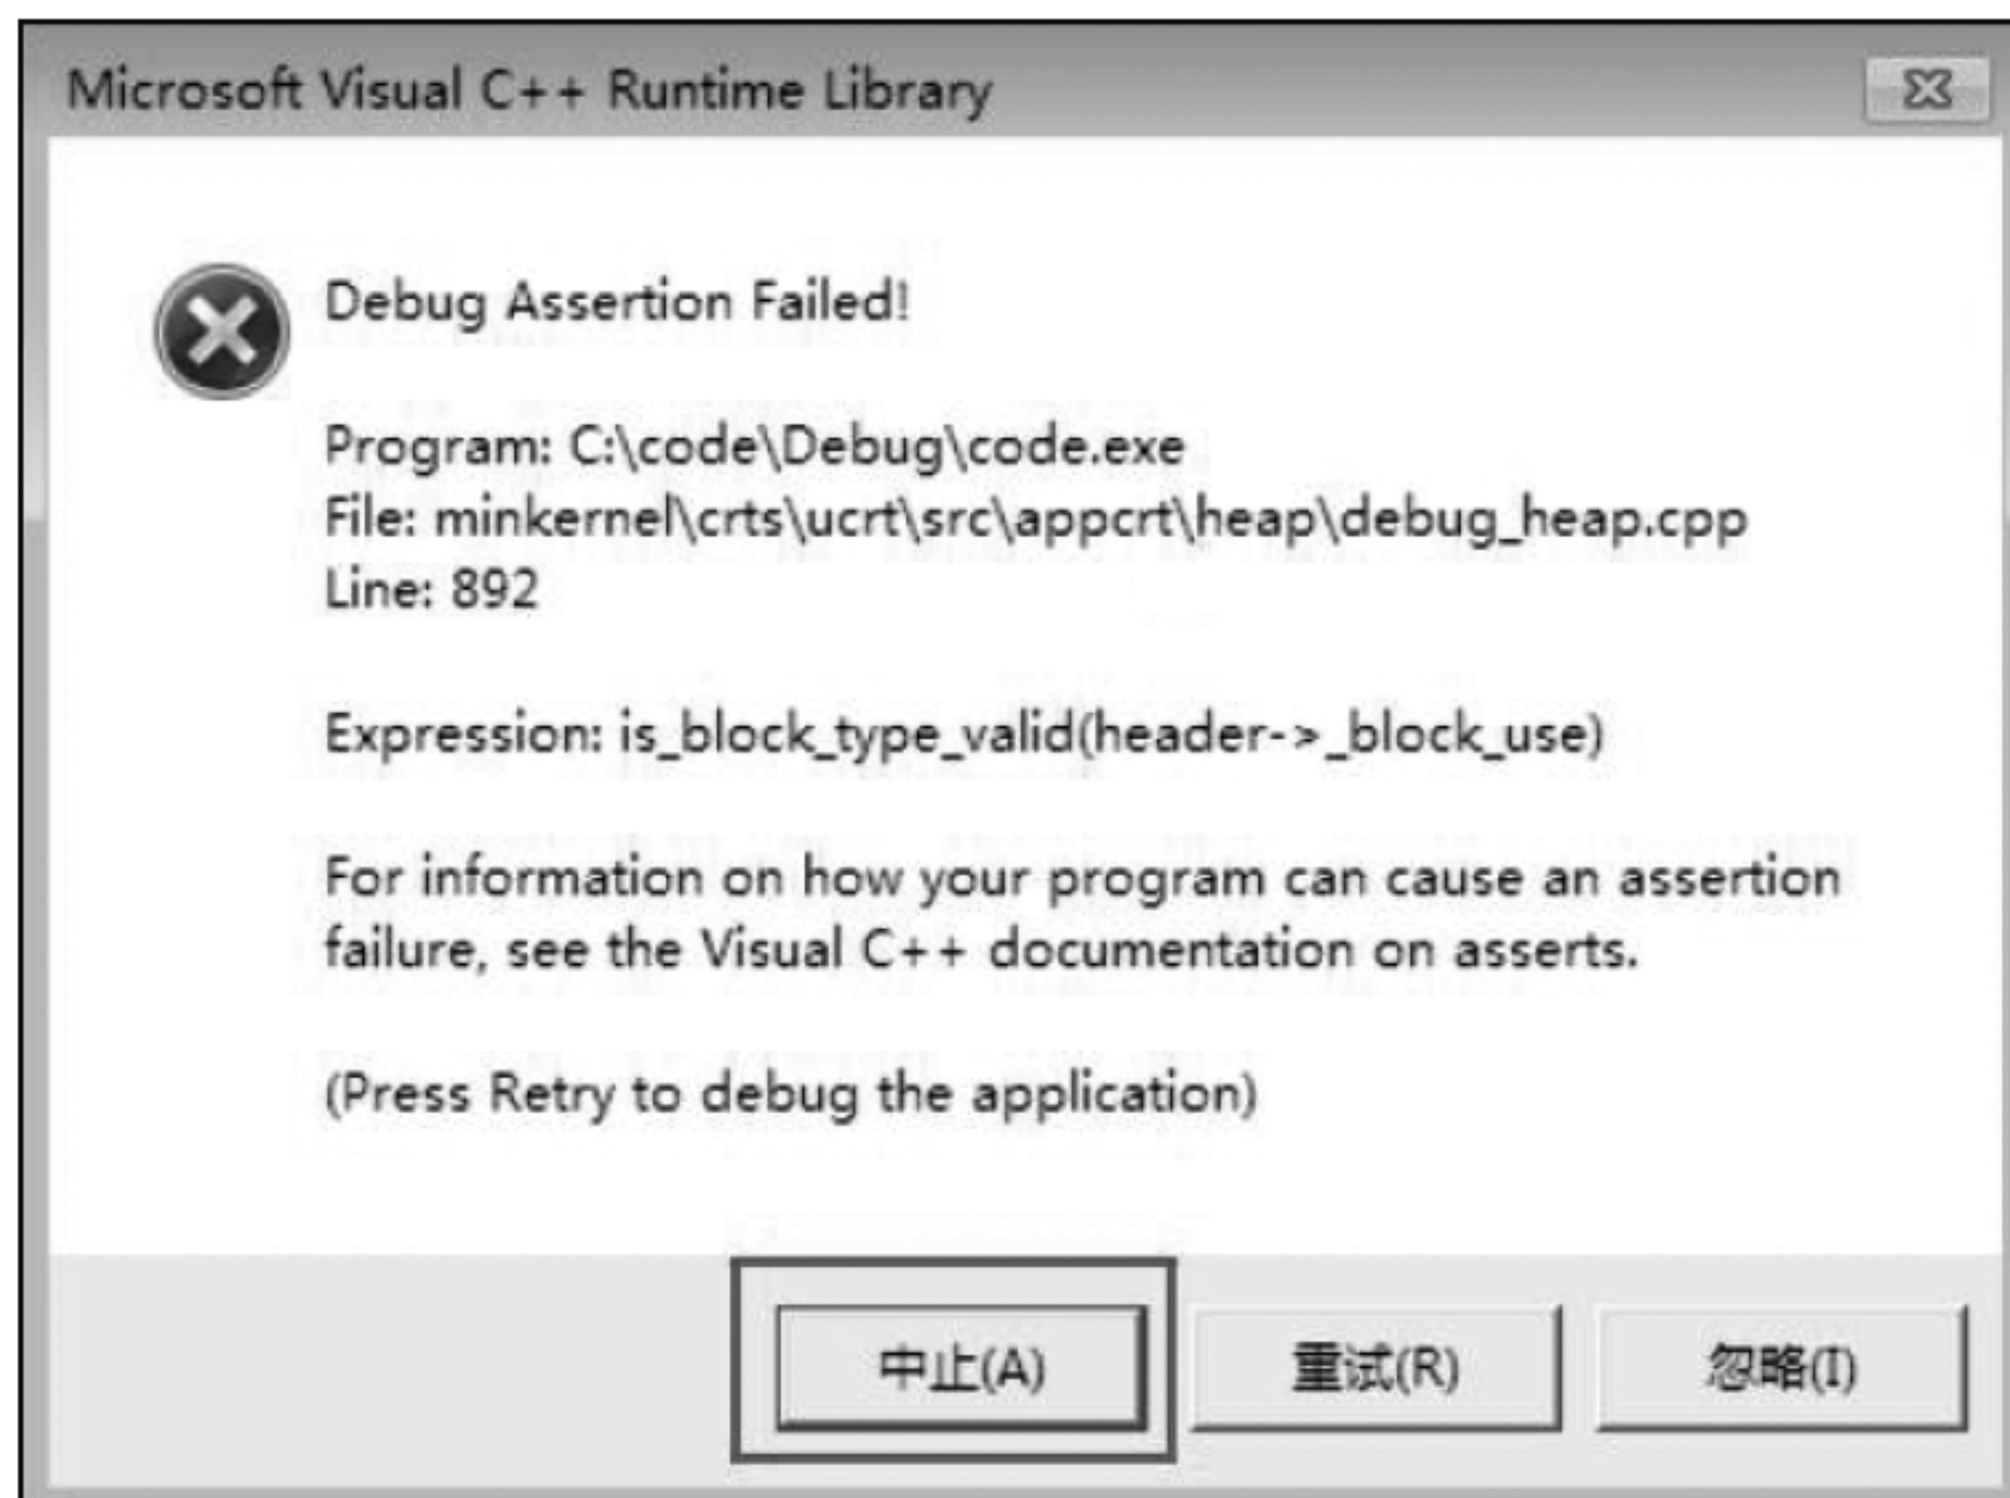 Microsoft Visual C++ Runtime Library
Debug Assertion Failed!
Program: C:\code\Debug\code.exe
File: minkernel\crts\ucrt\src\appcrt\heap\debug_heap.cpp
Line: 892
Expression: is_block_type_valid(header->_block_use)
For information on how your program can cause an assertion
failure, see the Visual C++ documentation on asserts.
(Press Retry to debug the application)
中止(A) 重试(R) 忽略(I)